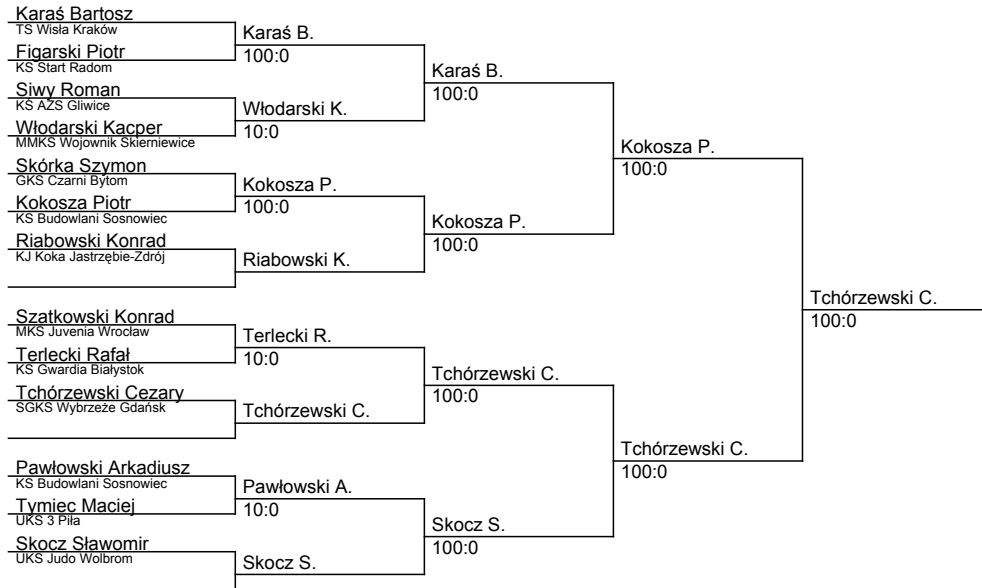 Karaś Bartosz
TS Wisła Kraków
Figarski Piotr
KS Start Radom
Siwy Roman
KS AZS Gliwice
Włodarski Kacper
MMKS Wojownik Skierniewice
Skórka Szymon
GKS Czarni Bytom
Kokosza Piotr
KS Budowlani Sosnowiec
Riabowski Konrad
KJ Koka Jastrzębie-Zdrój
Szatkowski Konrad
MKS Juvenia Wrocław
Terlecki Rafał
KS Gwardia Białystok
Tchórzewski Cezary
SGKS Wybrzeże Gdańsk
Pawłowski Arkadiusz
KS Budowlani Sosnowiec
Tymiec Maciej
UKS 3 Piła
Skocz Sławomir
UKS Judo Wolbrom
Karaś B.
100:0
Włodarski K.
10:0
Kokosza P.
100:0
Riabowski K.
Terlecki R.
10:0
Tchórzewski C.
Pawłowski A.
10:0
Skocz S.
Karaś B.
100:0
Kokosza P.
100:0
Tchórzewski C.
100:0
Skocz S.
100:0
Kokosza P.
100:0
Tchórzewski C.
100:0
Tchórzewski C.
100:0